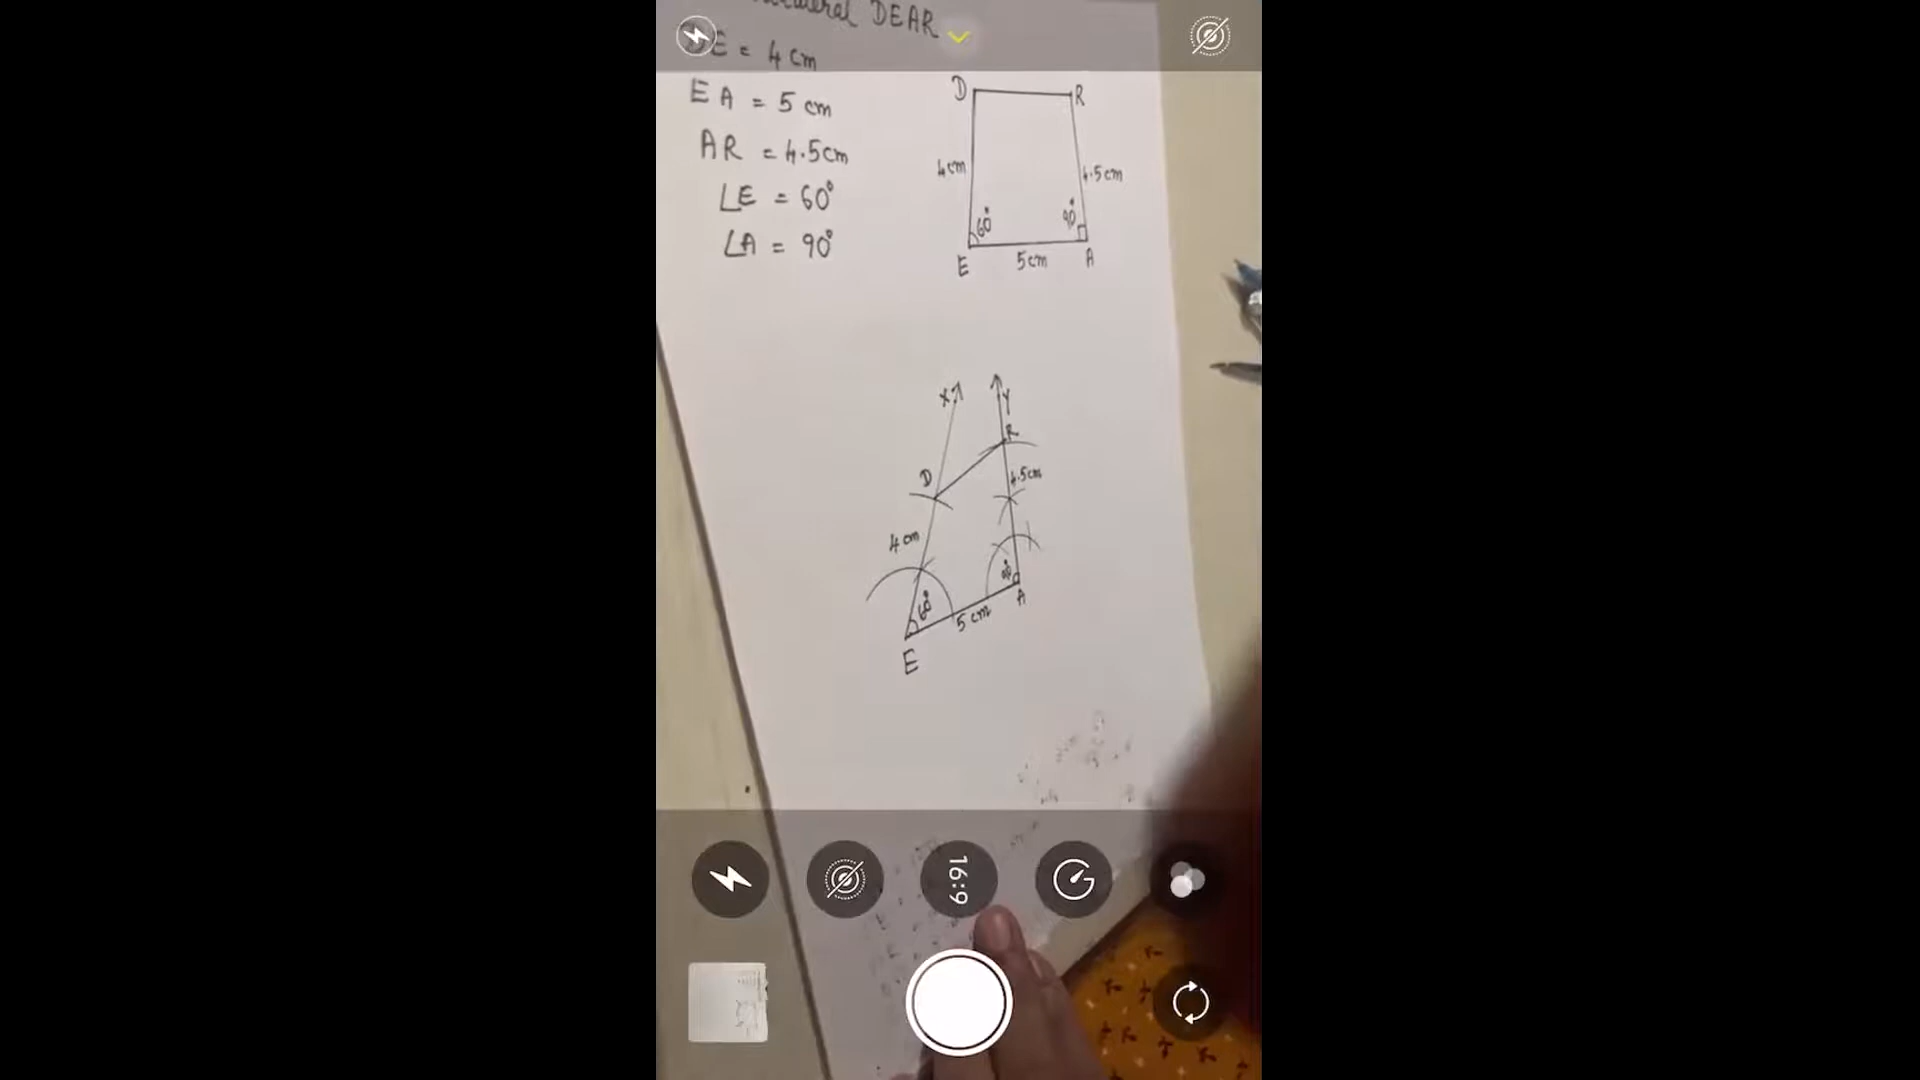 DEAR
DE = 4 cm
EA = 5 cm
AR = 4.5cm
∠E = 60°
∠A = 90°
D R
4cm 4.5cm
60° 90°
E 5cm A
X Y
R
D 4.5cm
4 cm
60° 90°
5 cm A
E
16:9